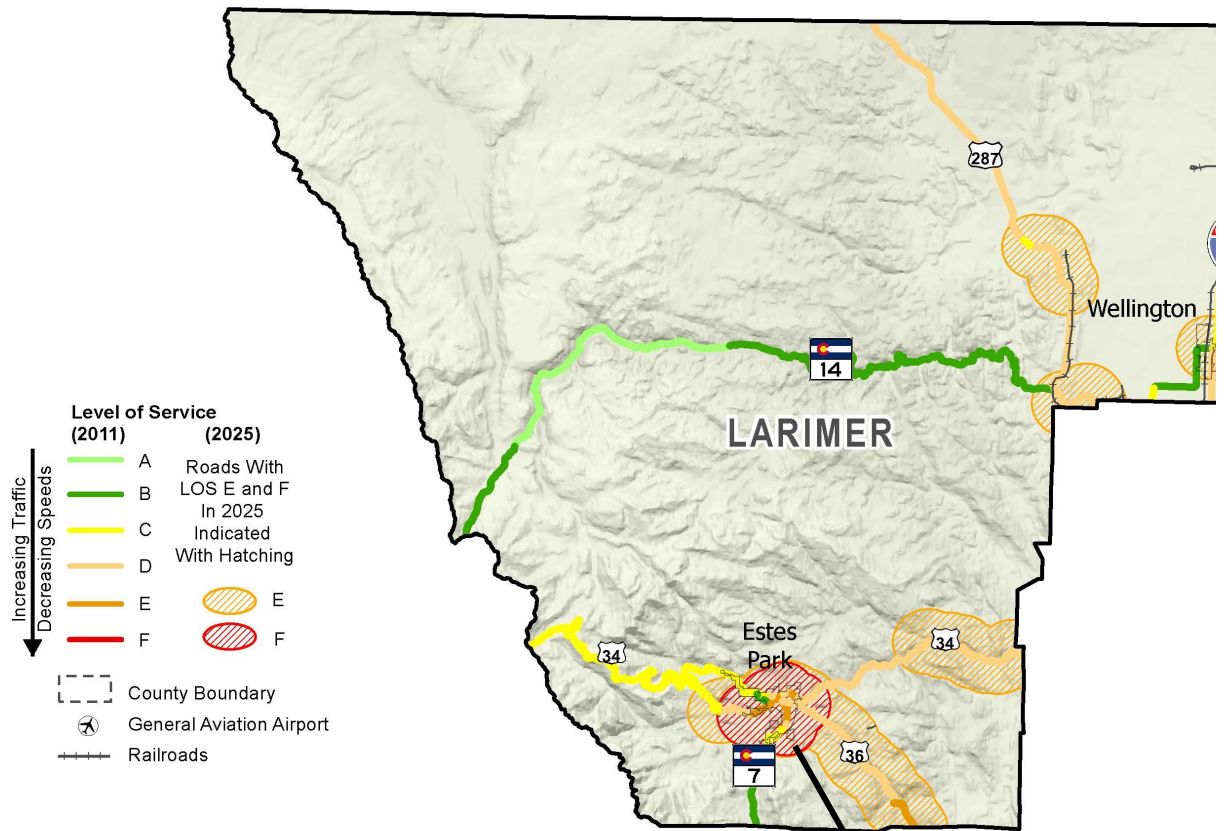 287
Wellington
14
LARIMER
Level of Service
(2011) (2025)
A
B
C
D
E
F
Roads With
LOS E and F
In 2025
Indicated
With Hatching
E
F
Increasing Traffic
Decreasing Speeds
County Boundary
General Aviation Airport
Railroads
34
Estes
Park
34
36
7